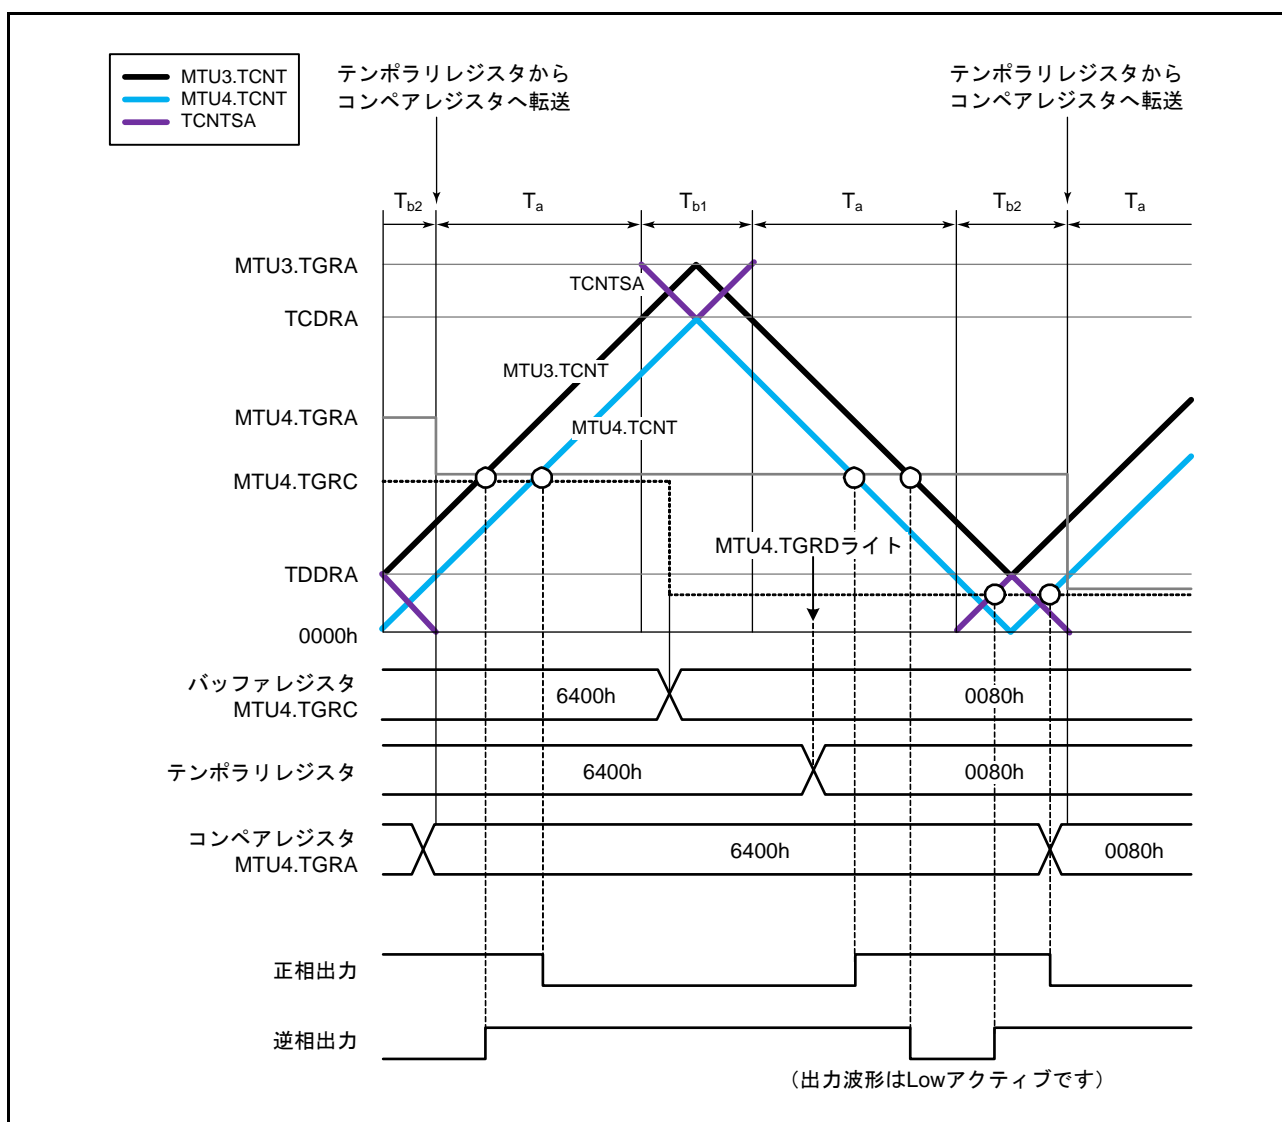 MTU3.TCNT
MTU4.TCNT
TCNTSA
テンポラリレジスタから
コンペアレジスタへ転送
テンポラリレジスタから
コンペアレジスタへ転送
Tb2
Ta
Tb1
Ta
Tb2
Ta
MTU3.TGRA
TCNTSA
TCDRA
MTU3.TCNT
MTU4.TGRA
MTU4.TCNT
MTU4.TGRC
MTU4.TGRDライト
TDDRA
0000h
バッファレジスタ
MTU4.TGRC
6400h
0080h
テンポラリレジスタ
6400h
0080h
コンペアレジスタ
MTU4.TGRA
6400h
0080h
正相出力
逆相出力
（出力波形はLowアクティブです）